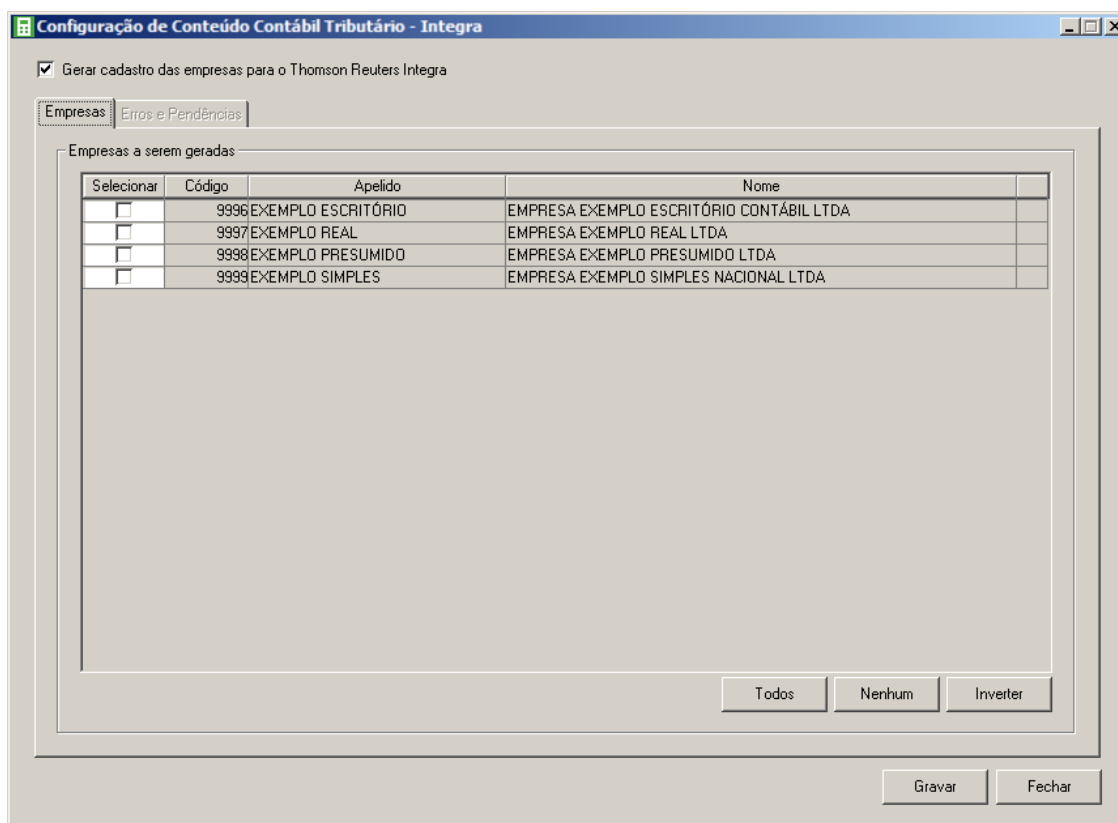 Configuração de Conteúdo Contábil Tributário - Integra
Gerar cadastro das empresas para o Thomson Reuters Integra
Empresas Erros e Pendências
Empresas a serem geradas
Selecionar Código Apelido Nome
9996 EXEMPLO ESCRITÓRIO EMPRESA EXEMPLO ESCRITÓRIO CONTÁBIL LTDA
9997 EXEMPLO REAL EMPRESA EXEMPLO REAL LTDA
9998 EXEMPLO PRESUMIDO EMPRESA EXEMPLO PRESUMIDO LTDA
9999 EXEMPLO SIMPLES EMPRESA EXEMPLO SIMPLES NACIONAL LTDA
Todos Nenhum Inverter
Gravar Fechar